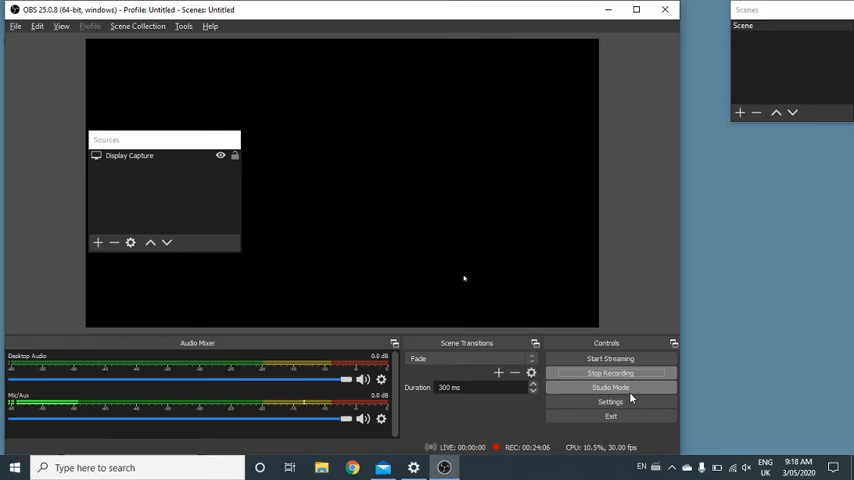 OBS 25.0.8 (64-bit, windows) - Profile: Untitled - Scenes: Untitled
File Edit View Profile Scene Collection Tools Help
Scenes
Scene
Sources
Display Capture
Audio Mixer
Desktop Audio 0.0 dB
Mic/Aux 0.0 dB
Scene Transitions
Fade
Duration 300 ms
Controls
Start Streaming
Stop Recording
Studio Mode
Settings
Exit
LIVE: 00:00:00 REC: 00:24:06 CPU: 10.5%, 30.00 fps
Type here to search
EN
ENG
UK
9:18 AM
3/05/2020